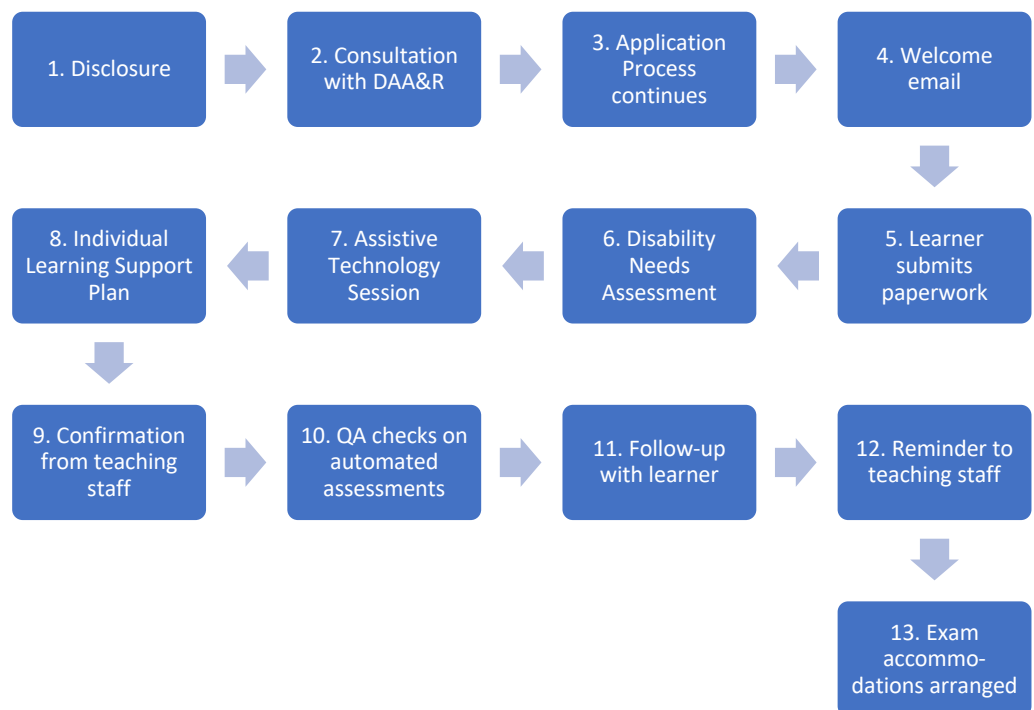 1. Disclosure
2. Consultation
with DAA&R
3. Application
Process
continues
4. Welcome
email
5. Learner
submits
paperwork
6. Disability
Needs
Assessment
7. Assistive
Technology
Session
8. Individual
Learning Support
Plan
9. Confirmation
from teaching
staff
10. QA checks on
automated
assessments
11. Follow-up
with learner
12. Reminder to
teaching staff
13. Exam
accommo-
dations arranged